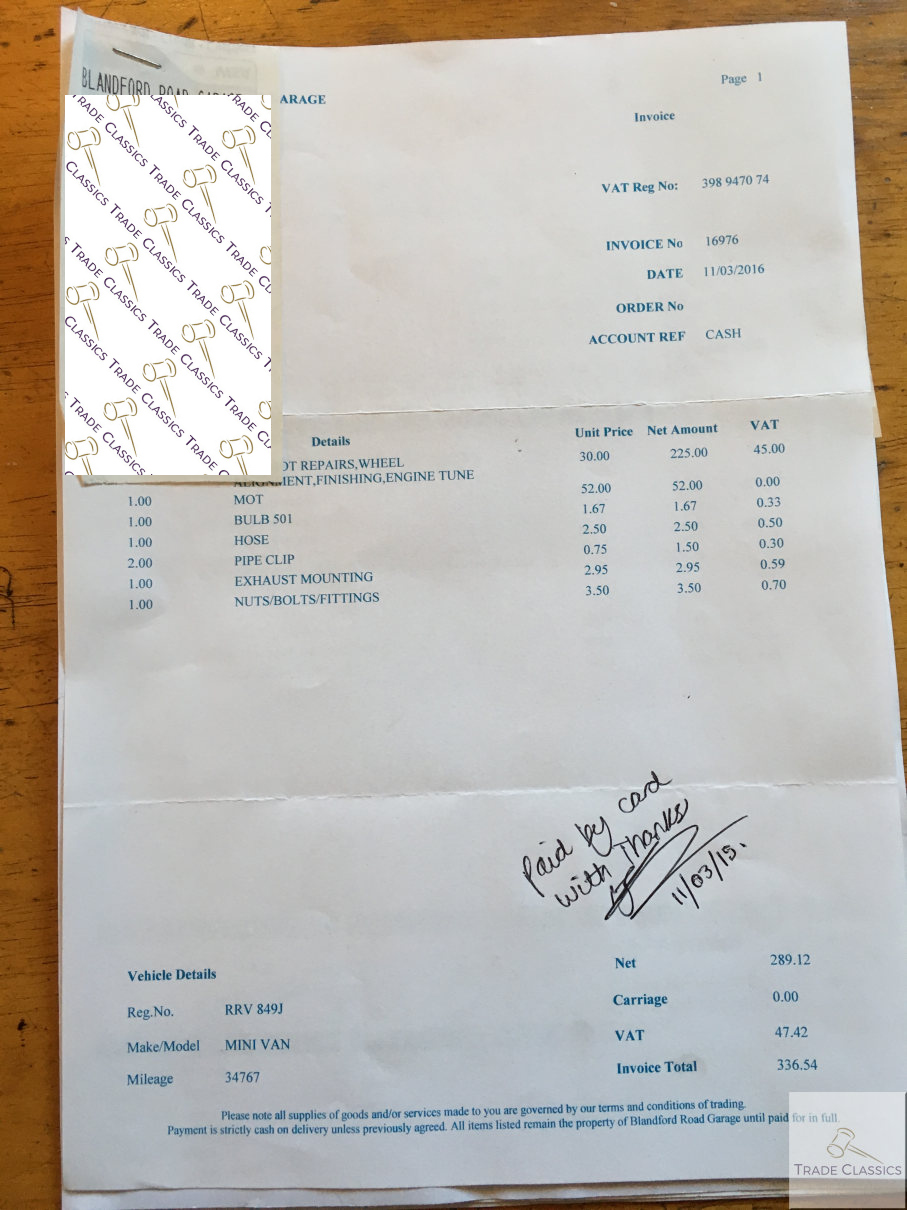 BLANDFORD ROAD
ARAGE
Page 1
Invoice
VAT Reg No: 398 9470 74
INVOICE No 16976
DATE 11/03/2016
ORDER No
ACCOUNT REF CASH
TRADE CLASSICS TRADE CLASSICS TRADE CLASSICS
Details Unit Price Net Amount VAT
OT REPAIRS,WHEEL 30.00 225.00 45.00
ALIGNMENT,FINISHING,ENGINE TUNE
1.00 MOT 52.00 52.00 0.00
1.00 BULB 501 1.67 1.67 0.33
1.00 HOSE 2.50 2.50 0.50
2.00 PIPE CLIP 0.75 1.50 0.30
1.00 EXHAUST MOUNTING 2.95 2.95 0.59
1.00 NUTS/BOLTS/FITTINGS 3.50 3.50 0.70
Paid by card
with thanks
11/03/15.
Vehicle Details
Reg.No. RRV 849J
Make/Model MINI VAN
Mileage 34767
Net 289.12
Carriage 0.00
VAT 47.42
Invoice Total 336.54
Please note all supplies of goods and/or services made to you are governed by our terms and conditions of trading.
Payment is strictly cash on delivery unless previously agreed. All items listed remain the property of Blandford Road Garage until paid for in full.
TRADE CLASSICS